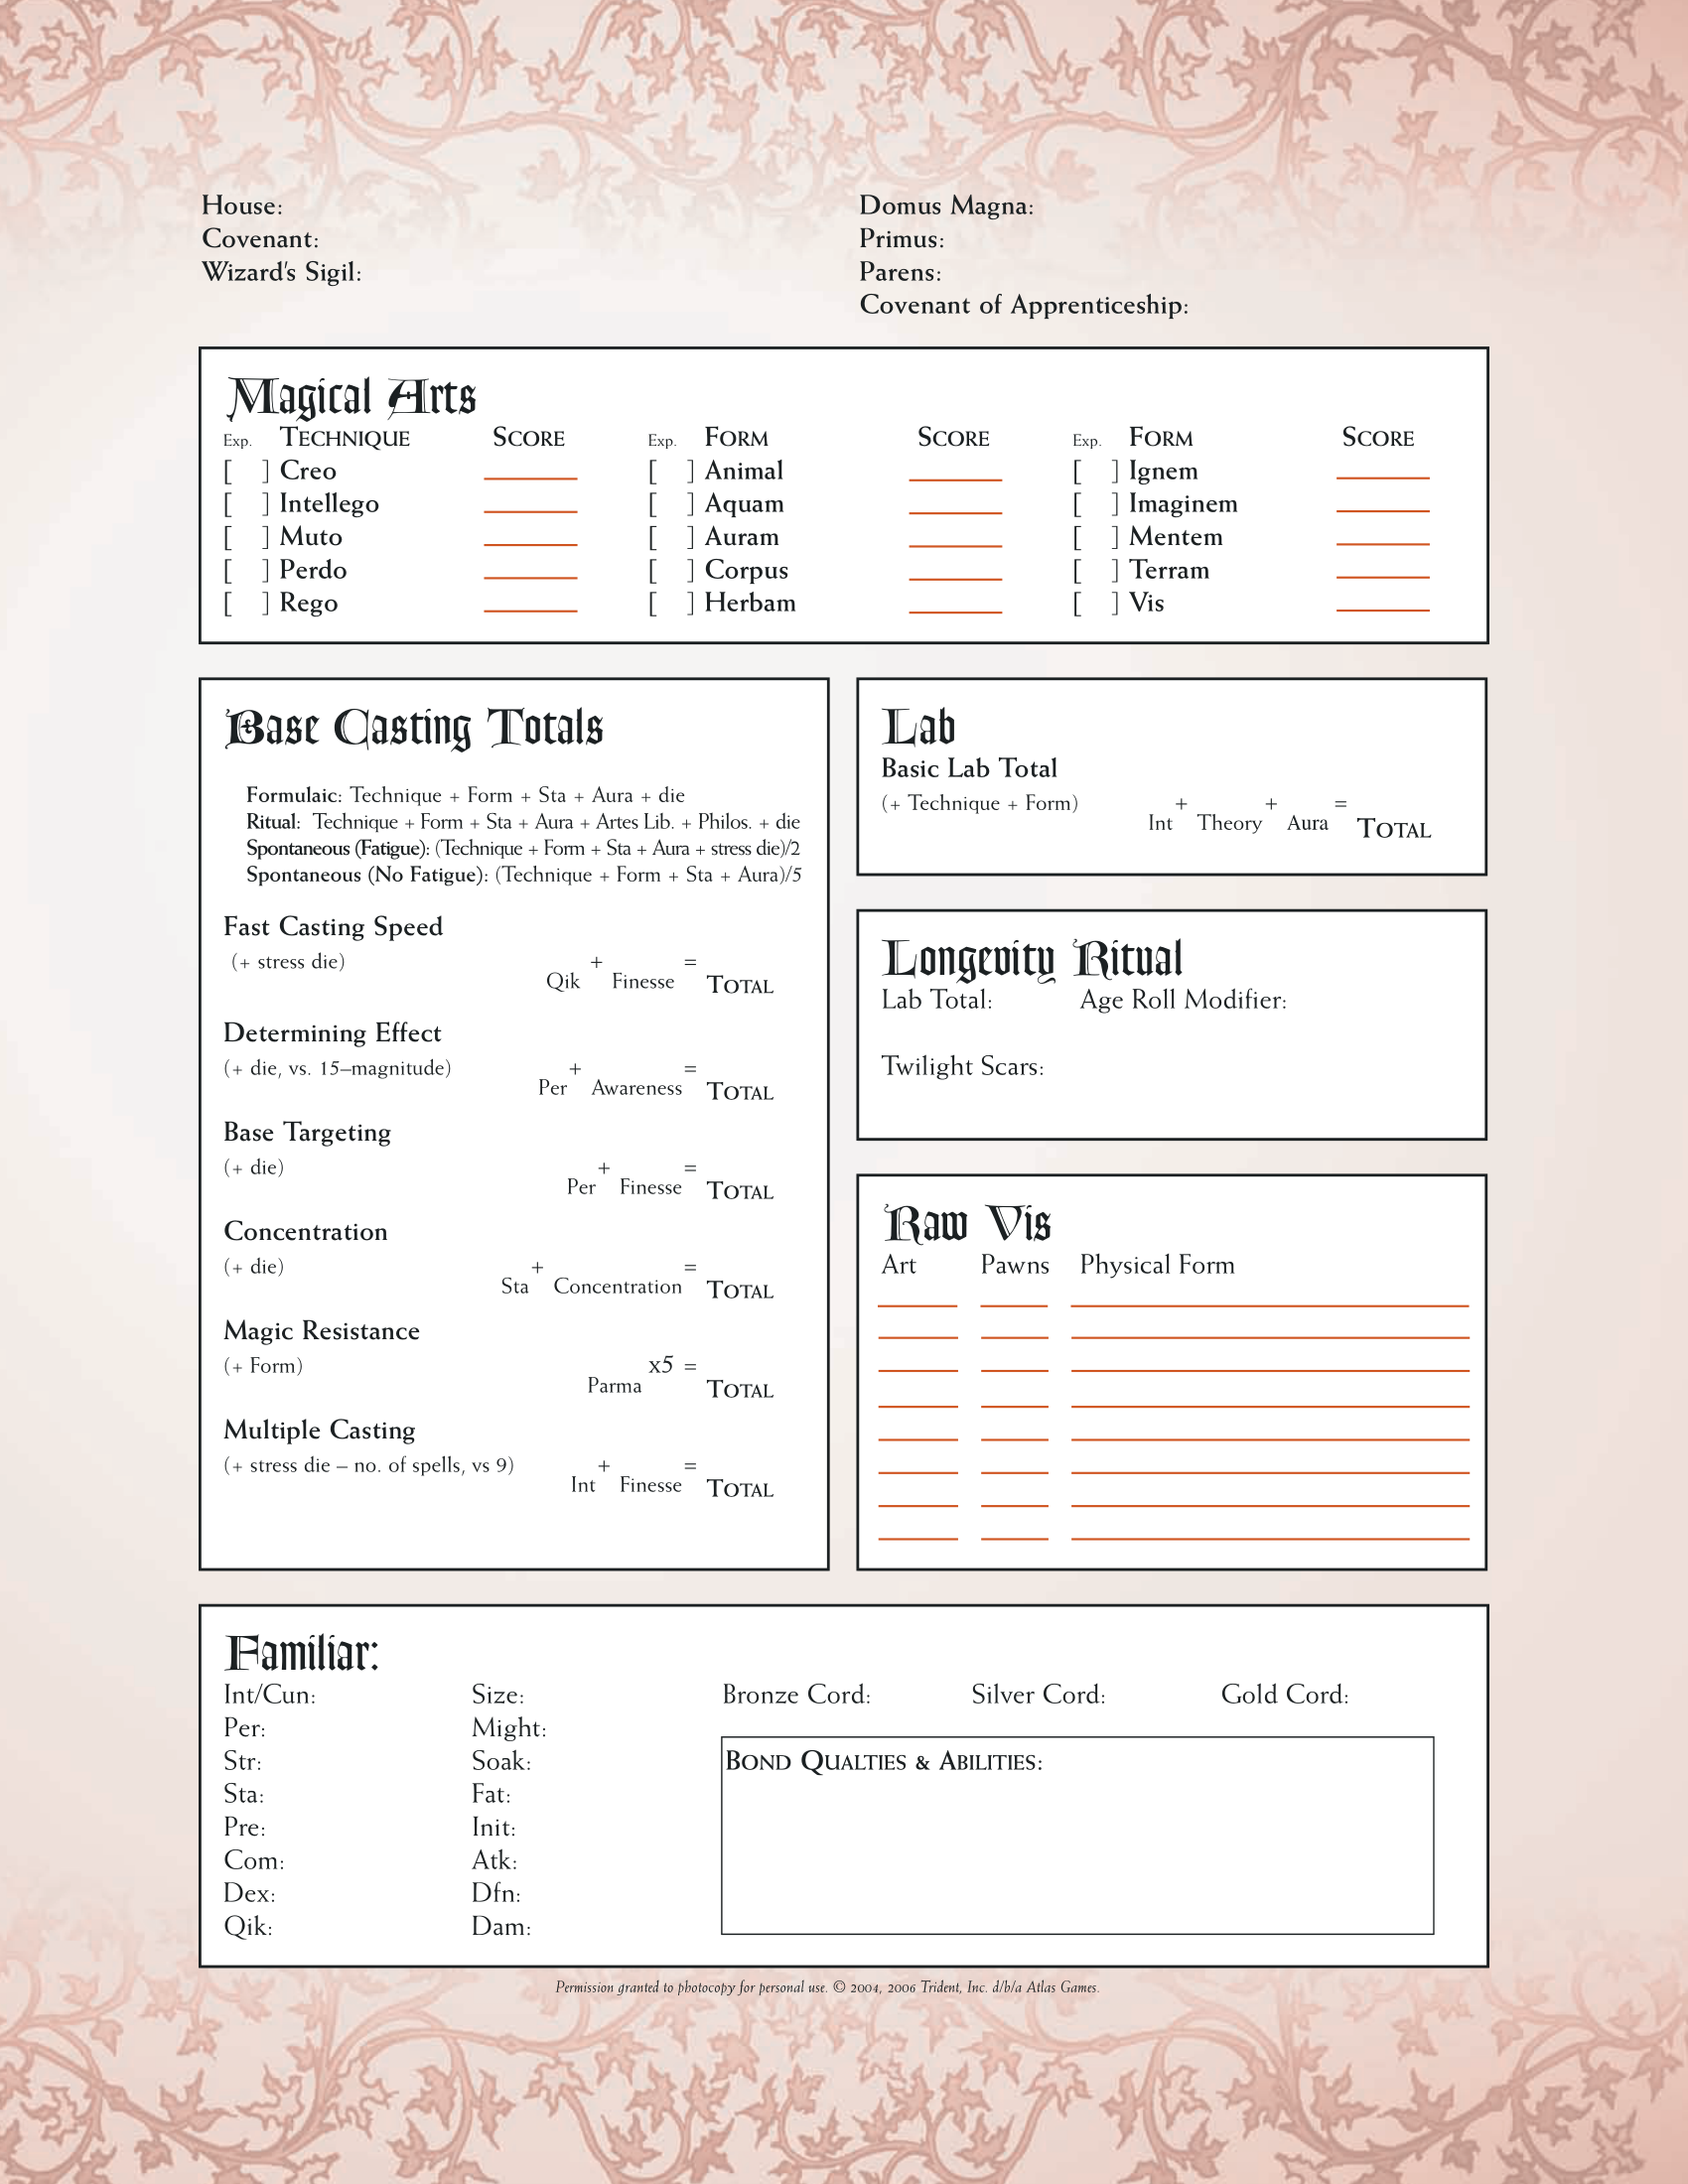 House:
Covenant:
Wizard's Sigil:
Domus Magna:
Primus:
Parens:
Covenant of Apprenticeship:
Magical Arts
Exp. Technique Score Exp. Form Score Exp. Form Score
[ ] Creo [ ] Animal [ ] Ignem
[ ] Intellego [ ] Aquam [ ] Imaginem
[ ] Muto [ ] Auram [ ] Mentem
[ ] Perdo [ ] Corpus [ ] Terram
[ ] Rego [ ] Herbam [ ] Vis
Base Casting Totals
Formulaic: Technique + Form + Sta + Aura + die
Ritual: Technique + Form + Sta + Aura + Artes Lib. + Philos. + die
Spontaneous (Fatigue): (Technique + Form + Sta + Aura + stress die)/2
Spontaneous (No Fatigue): (Technique + Form + Sta + Aura)/5
Fast Casting Speed
(+ stress die) Qik + Finesse = Total
Determining Effect
(+ die, vs. 15–magnitude) Per + Awareness = Total
Base Targeting
(+ die) Per + Finesse = Total
Concentration
(+ die) Sta + Concentration = Total
Magic Resistance
(+ Form) Parma x5 = Total
Multiple Casting
(+ stress die – no. of spells, vs 9) Int + Finesse = Total
Lab
Basic Lab Total
(+ Technique + Form) Int + Theory + Aura = Total
Longevity Ritual
Lab Total: Age Roll Modifier:
Twilight Scars:
Raw Vis
Art Pawns Physical Form
Familiar:
Int/Cun: Size: Bronze Cord: Silver Cord: Gold Cord:
Per: Might:
Str: Soak:
Sta: Fat:
Pre: Init:
Com: Atk:
Dex: Dfn:
Qik: Dam:
Bond Qualties & Abilities:
Permission granted to photocopy for personal use. © 2004, 2006 Trident, Inc. d/b/a Atlas Games.